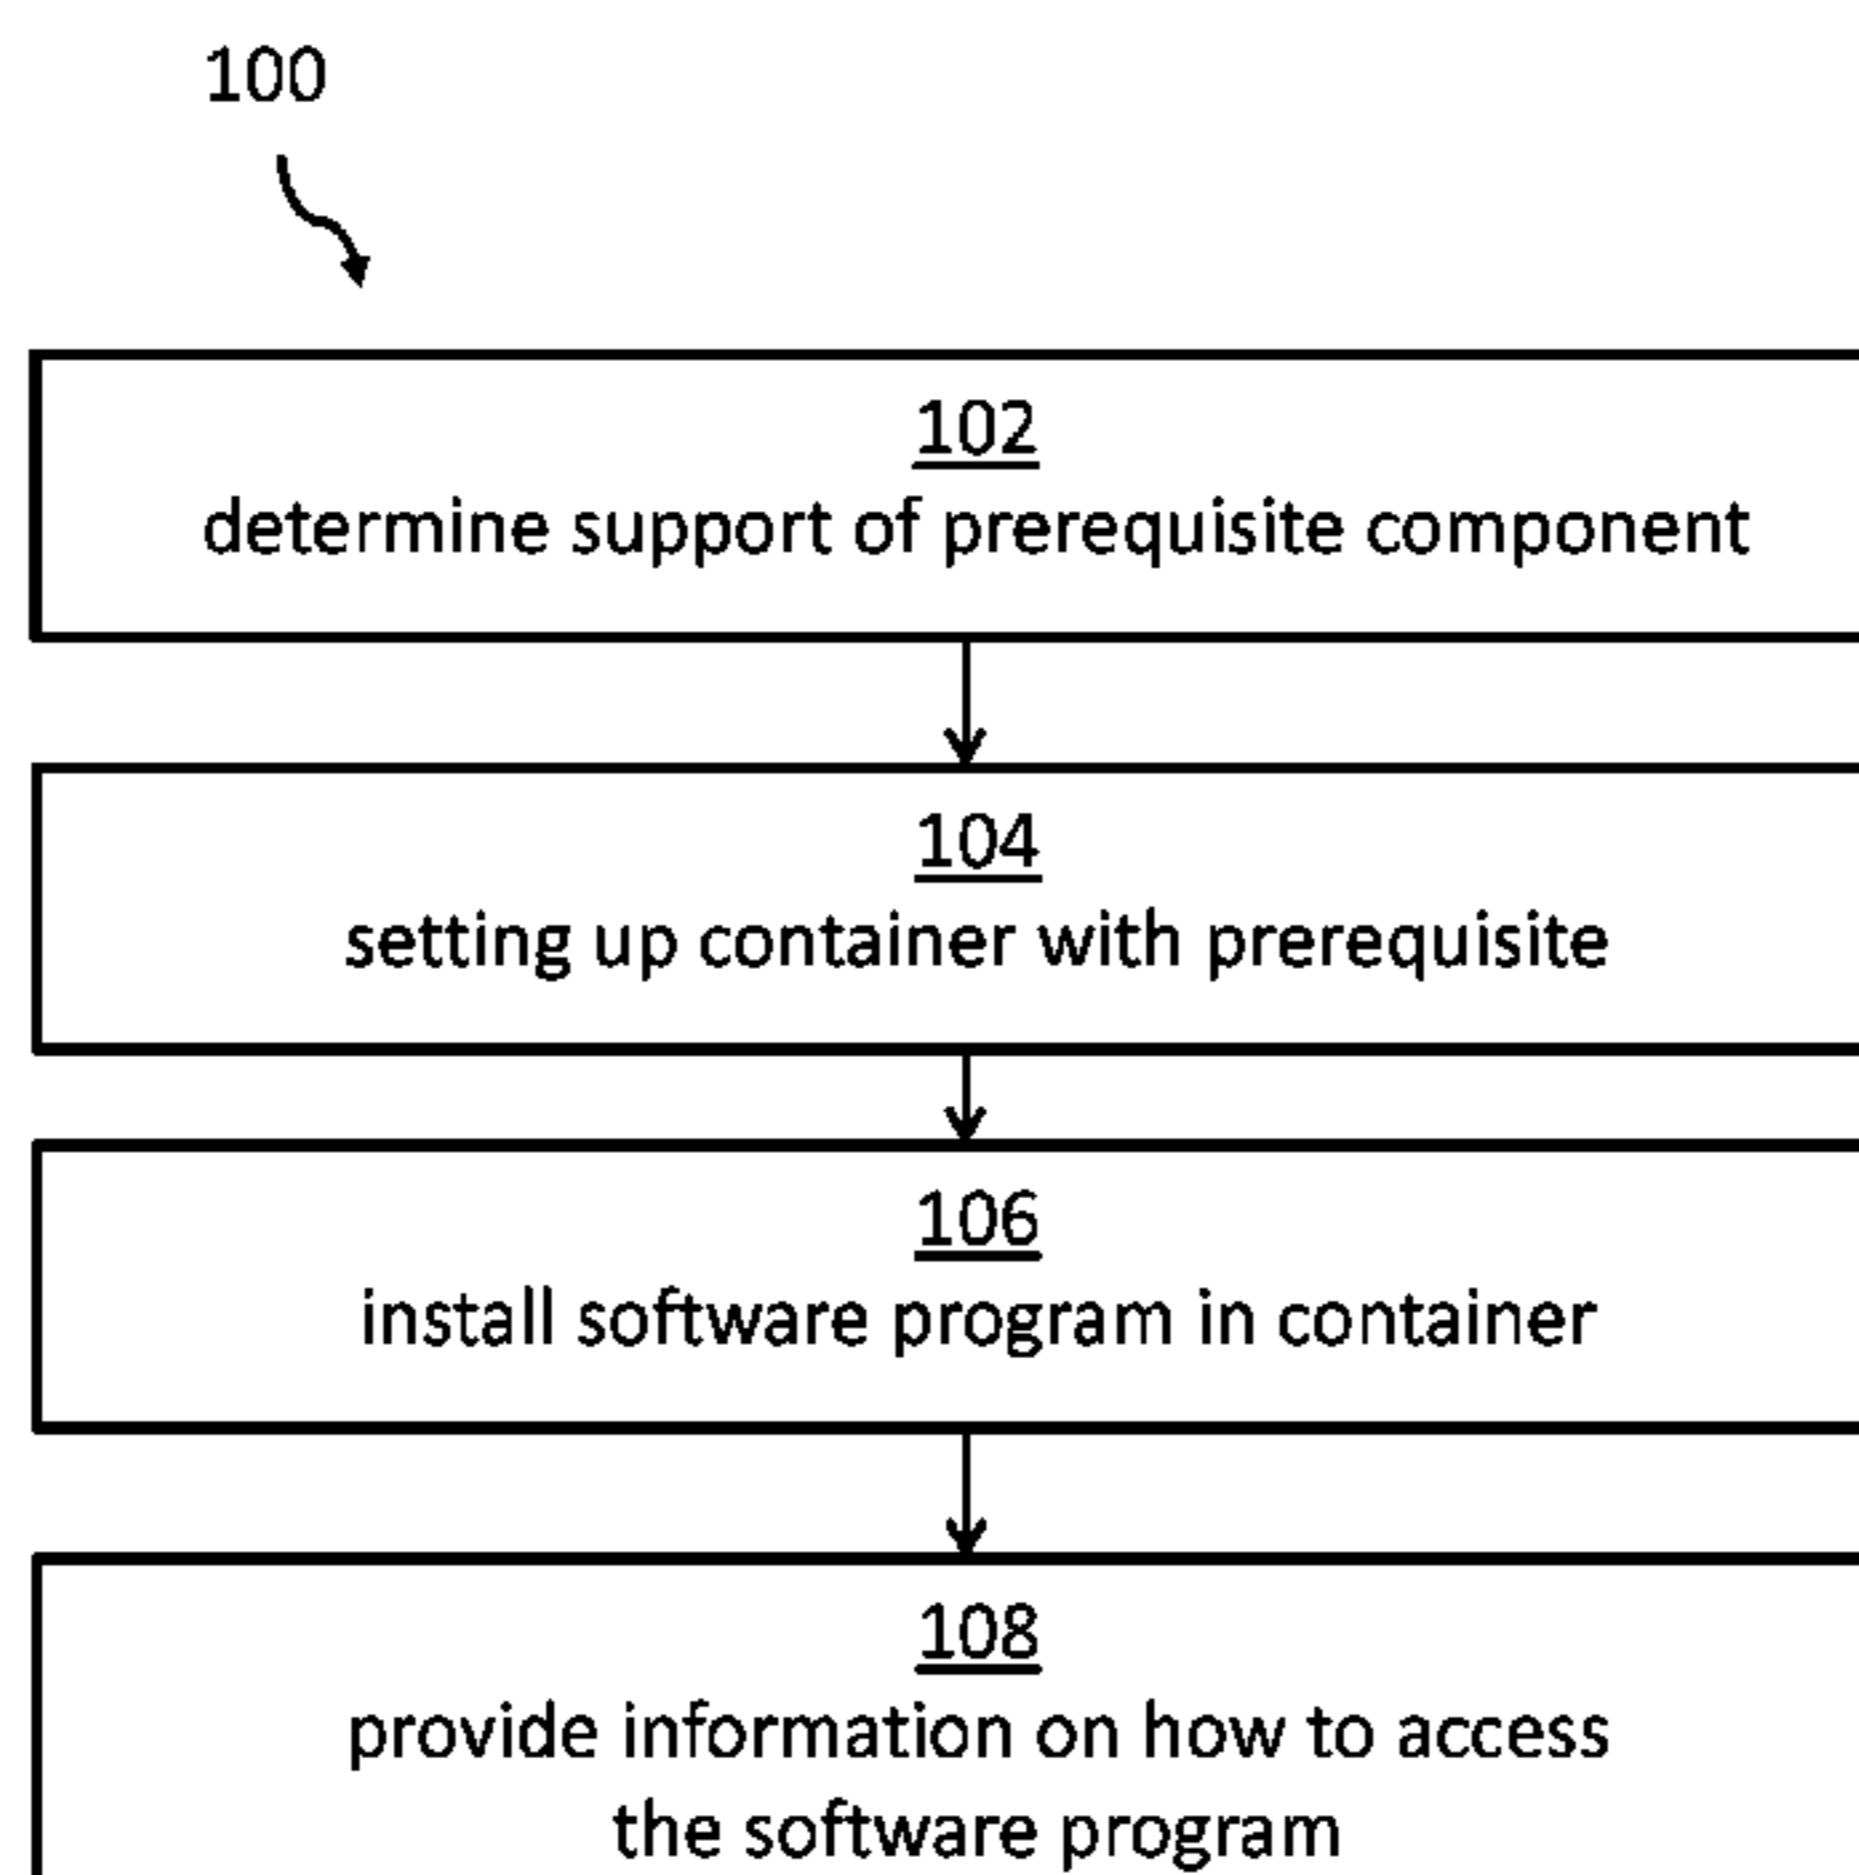 100
102
determine support of prerequisite component
104
setting up container with prerequisite
106
install software program in container
108
provide information on how to access
the software program